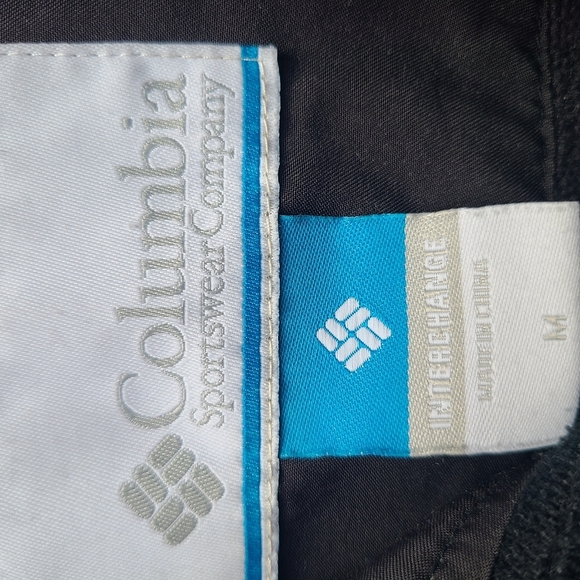 Columbia
Sportswear Company
INTERCHANGE
MADE IN CHINA
M